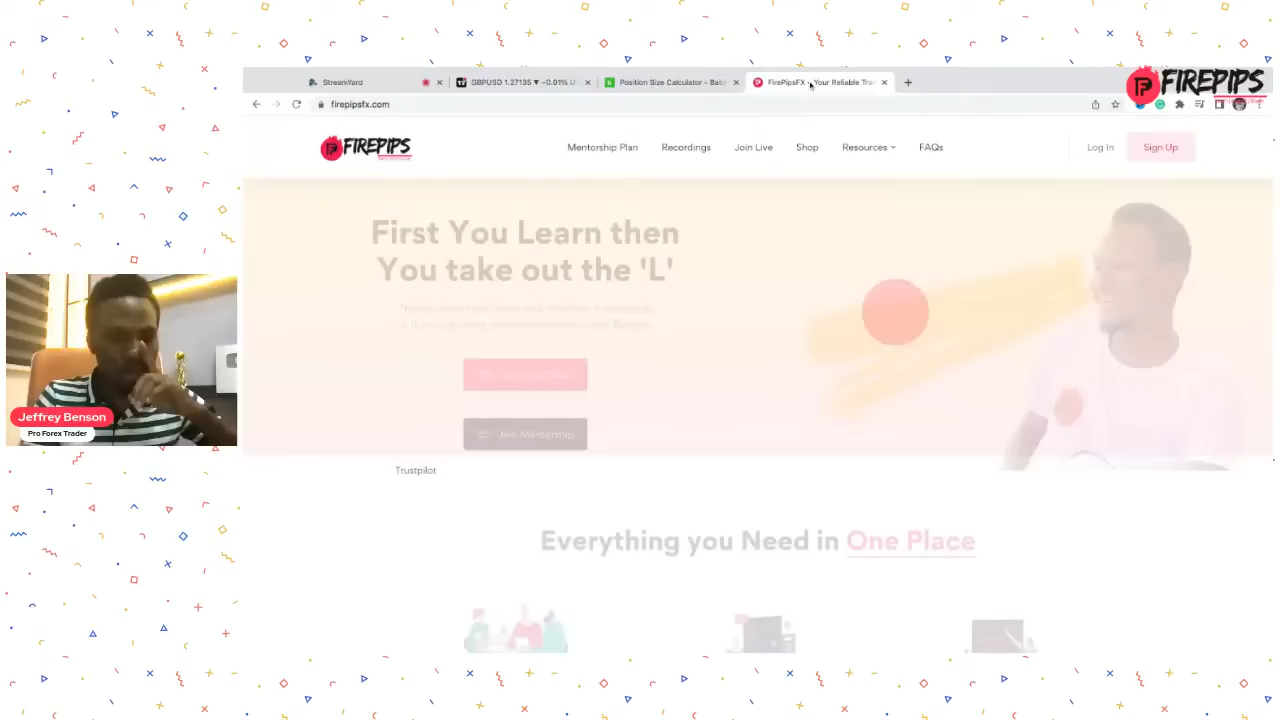 StreamYard
GBPUSD 1.27135 ▼ −0.01% U
Position Size Calculator - Bab
FirePipsFX - Your Reliable Tra
FIREPIPS
firepipsfx.com
FIREPIPS
Mentorship Plan
Recordings
Join Live
Shop
Resources
FAQs
Log In
Sign Up
First You Learn then
You take out the 'L'
Join Mentorship
Trustpilot
Everything you Need in One Place
Jeffrey Benson
Pro Forex Trader